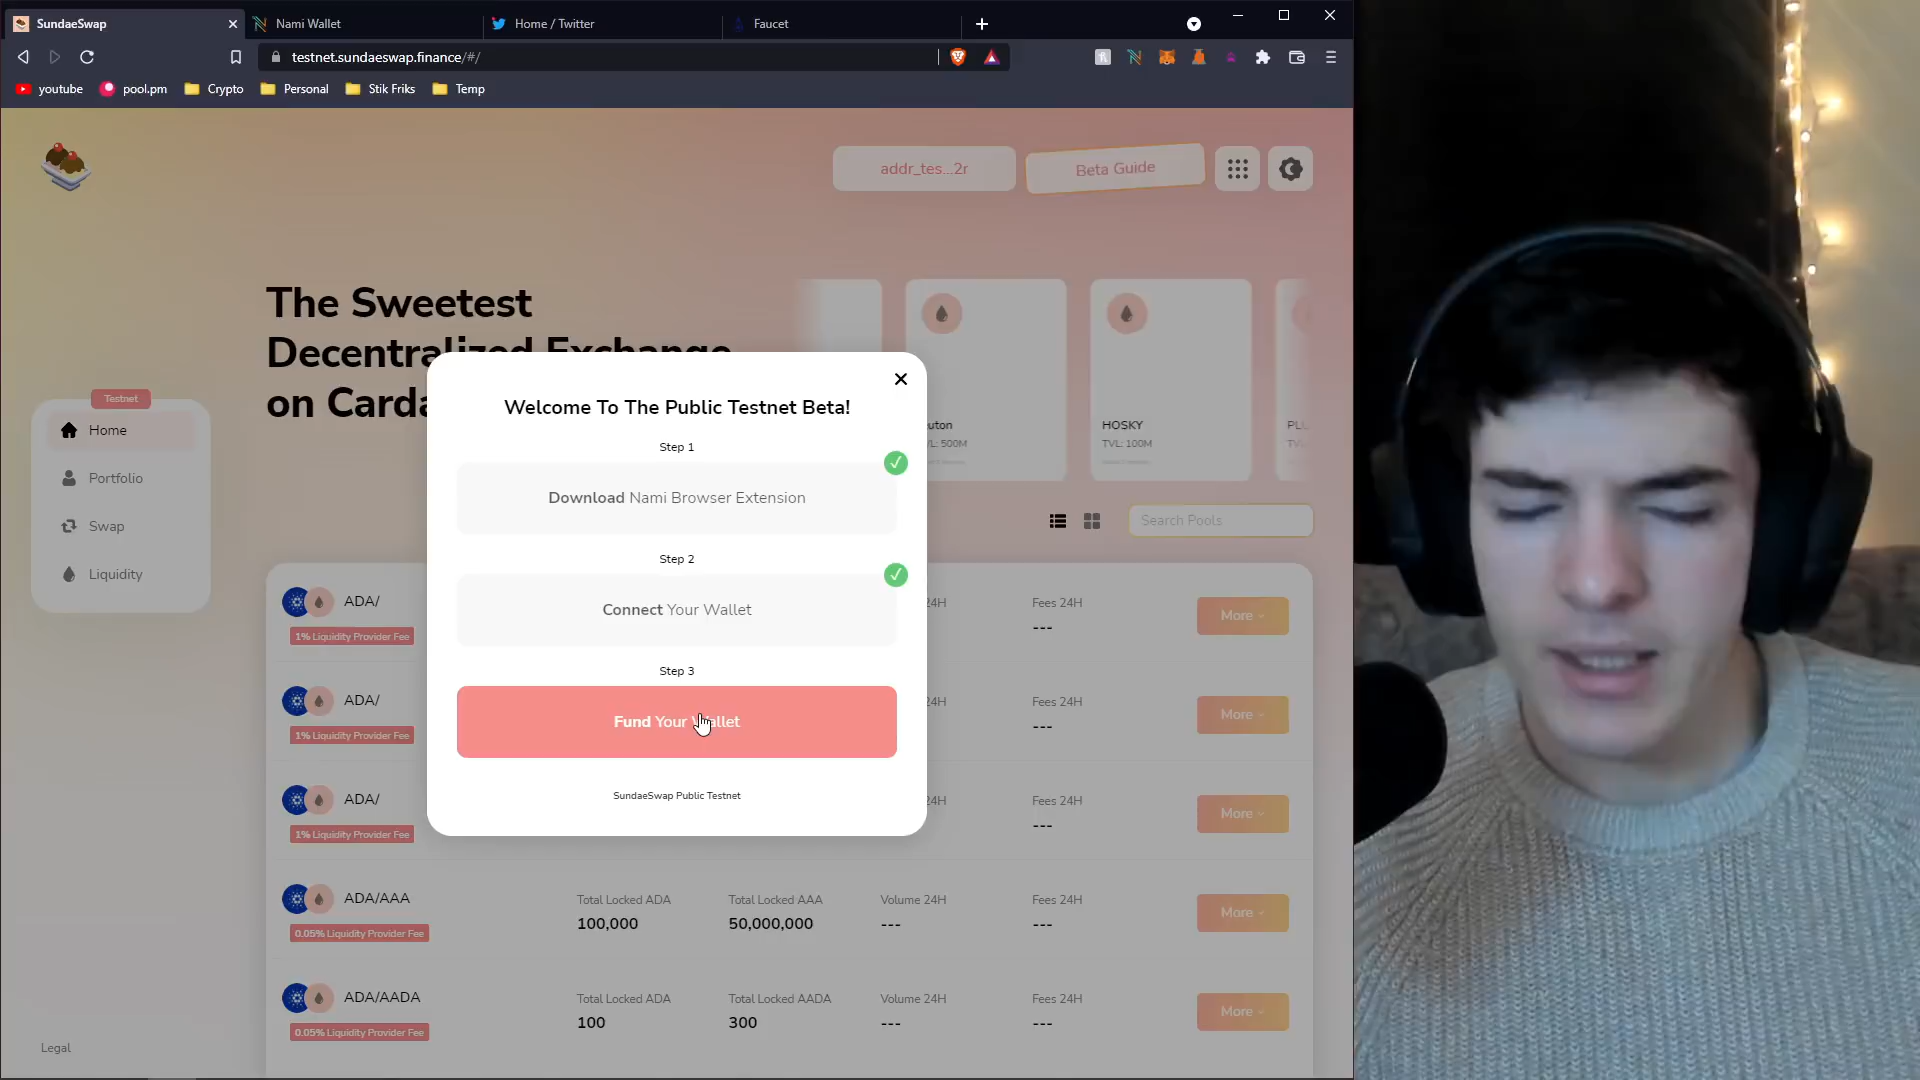 SundaeSwap
Nami Wallet
Home / Twitter
Faucet
testnet.sundaeswap.finance/#/
youtube
pool.pm
Crypto
Personal
Stik Friks
Temp
addr_tes...2r
Beta Guide
The Sweetest
Decentralized Exchange
on Carda
HOSKY
TVL: 100M
Testnet
Home
Portfolio
Swap
Liquidity
Legal
Search Pools
Welcome To The Public Testnet Beta!
Step 1
Download Nami Browser Extension
Step 2
Connect Your Wallet
Step 3
Fund Your Wallet
SundaeSwap Public Testnet
ADA/
1% Liquidity Provider Fee
24H
Fees 24H
---
More
ADA/
1% Liquidity Provider Fee
24H
Fees 24H
---
More
ADA/
1% Liquidity Provider Fee
24H
Fees 24H
---
More
ADA/AAA
0.05% Liquidity Provider Fee
Total Locked ADA
100,000
Total Locked AAA
50,000,000
Volume 24H
---
Fees 24H
---
More
ADA/AADA
0.05% Liquidity Provider Fee
Total Locked ADA
100
Total Locked AADA
300
Volume 24H
---
Fees 24H
---
More